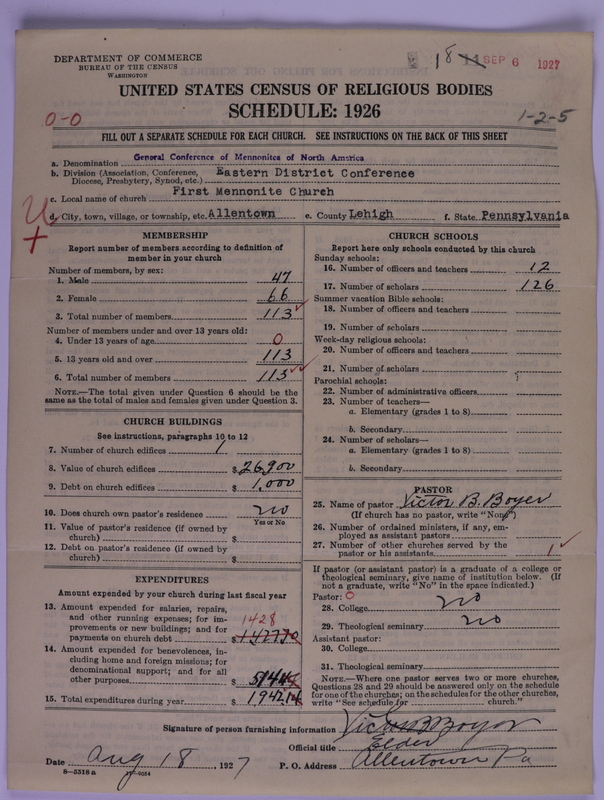 DEPARTMENT OF COMMERCE
BUREAU OF THE CENSUS
WASHINGTON
18 14 SEP 6 1927
UNITED STATES CENSUS OF RELIGIOUS BODIES
SCHEDULE: 1926
0-0
1-2-5
FILL OUT A SEPARATE SCHEDULE FOR EACH CHURCH. SEE INSTRUCTIONS ON THE BACK OF THIS SHEET
a. Denomination General Conference of Mennonites of North America
b. Division (Association, Conference, Diocese, Presbytery, Synod, etc.) Eastern District Conference
c. Local name of church First Mennonite Church
d. City, town, village, or township, etc. Allentown e. County Lehigh f. State Pennsylvania
MEMBERSHIP
Report number of members according to definition of
member in your church
Number of members, by sex:
1. Male 47
2. Female 66
3. Total number of members 113
Number of members under and over 13 years old:
4. Under 13 years of age 0
5. 13 years old and over 113
6. Total number of members 113
NOTE.—The total given under Question 6 should be the
same as the total of males and females given under Question 3.
CHURCH BUILDINGS
See instructions, paragraphs 10 to 12
7. Number of church edifices 1
8. Value of church edifices $26,900
9. Debt on church edifices $1,000
10. Does church own pastor's residence no
Yes or No
11. Value of pastor's residence (if owned by
church) $
12. Debt on pastor's residence (if owned by
church) $
EXPENDITURES
Amount expended by your church during last fiscal year
13. Amount expended for salaries, repairs,
and other running expenses; for im-
provements or new buildings; and for
payments on church debt 1428 $1427.70
14. Amount expended for benevolences, in-
cluding home and foreign missions; for
denominational support; and for all
other purposes $514
15. Total expenditures during year $1,942
CHURCH SCHOOLS
Report here only schools conducted by this church
Sunday schools:
16. Number of officers and teachers 12
17. Number of scholars 126
Summer vacation Bible schools:
18. Number of officers and teachers
19. Number of scholars
Week-day religious schools:
20. Number of officers and teachers
21. Number of scholars
Parochial schools:
22. Number of administrative officers
23. Number of teachers—
a. Elementary (grades 1 to 8)
b. Secondary
24. Number of scholars—
a. Elementary (grades 1 to 8)
b. Secondary
PASTOR
25. Name of pastor Victor B. Boyer
(If church has no pastor, write "None")
26. Number of ordained ministers, if any, em-
ployed as assistant pastors
27. Number of other churches served by the
pastor or his assistants 1
If pastor (or assistant pastor) is a graduate of a college or
theological seminary, give name of institution below. (If
not a graduate, write "No" in the space indicated.)
Pastor: 0
28. College no
29. Theological seminary no
Assistant pastor:
30. College
31. Theological seminary
NOTE.—Where one pastor serves two or more churches,
Questions 28 and 29 should be answered only on the schedule
for one of the churches; on the schedules for the other churches,
write "See schedule for church."
Signature of person furnishing information Victor B Boyer
Official title Elder
Date Aug 18, 1927 P. O. Address Allentown Pa
8—5318a